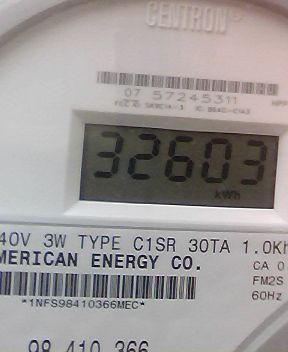 CENTRON®
07 57245311
32603
kWh
40V 3W TYPE C1SR 30TA 1.0Kh
MERICAN ENERGY CO.
CA 0
FM2S
*1NFS98410366MEC*
60Hz
98 410 366